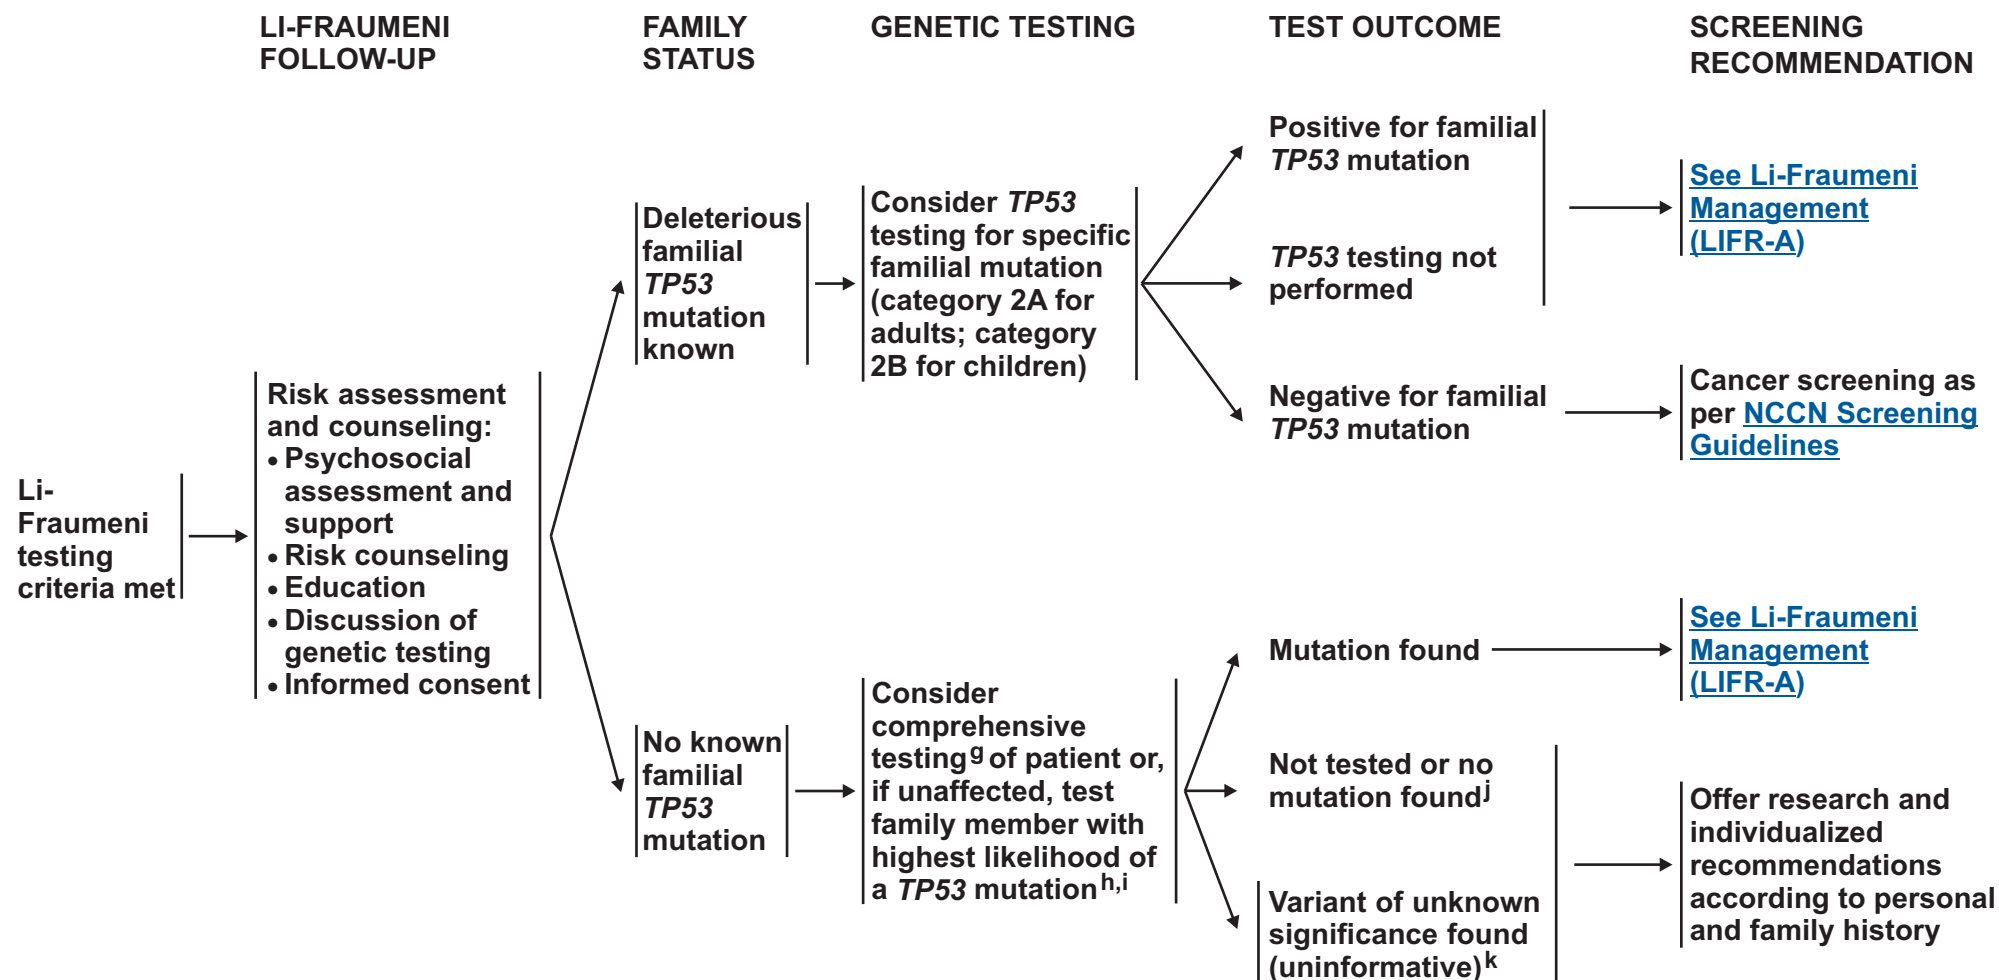 LI-FRAUMENI
FOLLOW-UP
FAMILY
STATUS
GENETIC TESTING
TEST OUTCOME
SCREENING
RECOMMENDATION
Li-
Fraumeni
testing
criteria met
Risk assessment
and counseling:
• Psychosocial
assessment and
support
• Risk counseling
• Education
• Discussion of
genetic testing
• Informed consent
Deleterious
familial
TP53
mutation
known
Consider TP53
testing for specific
familial mutation
(category 2A for
adults; category
2B for children)
Positive for familial
TP53 mutation
TP53 testing not
performed
See Li-Fraumeni
Management
(LIFR-A)
Negative for familial
TP53 mutation
Cancer screening as
per NCCN Screening
Guidelines
No known
familial
TP53
mutation
Consider
comprehensive
testing g of patient or,
if unaffected, test
family member with
highest likelihood of
a TP53 mutation h,i
Mutation found
See Li-Fraumeni
Management
(LIFR-A)
Not tested or no
mutation found j
Variant of unknown
significance found
(uninformative) k
Offer research and
individualized
recommendations
according to personal
and family history